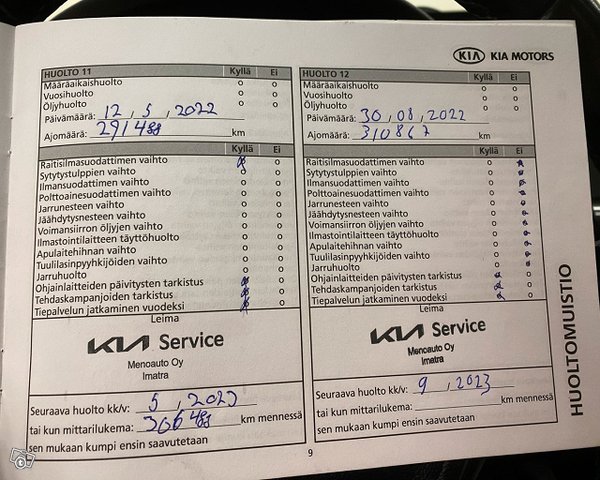 KIA KIA MOTORS
HUOLTO 11 Kyllä Ei
Määräaikaishuolto o o
Vuosihuolto o o
Öljyhuolto o o
Päivämäärä: 12, 5, 2022
Ajomäärä: 291488 km
Kyllä Ei
Raitisilmasuodattimen vaihto
Sytytystulppien vaihto
Ilmansuodattimen vaihto
Polttoainesuodattimen vaihto
Jarrunesteen vaihto
Jäähdytysnesteen vaihto
Voimansiirron öljyjen vaihto
Ilmastointilaitteen täyttöhuolto
Apulaitehihnan vaihto
Tuulilasinpyyhkijöiden vaihto
Jarruhuolto
Ohjainlaitteiden päivitysten tarkistus
Tehdaskampanjoiden tarkistus
Tiepalvelun jatkaminen vuodeksi
Leima
KIA Service
Menoauto Oy
Imatra
Seuraava huolto kk/v: 5, 2023
tai kun mittarilukema: 306488 km mennessä
sen mukaan kumpi ensin saavutetaan
HUOLTO 12 Kyllä Ei
Määräaikaishuolto o o
Vuosihuolto o o
Öljyhuolto o o
Päivämäärä: 30, 08, 2022
Ajomäärä: 310867 km
Kyllä Ei
Raitisilmasuodattimen vaihto
Sytytystulppien vaihto
Ilmansuodattimen vaihto
Polttoainesuodattimen vaihto
Jarrunesteen vaihto
Jäähdytysnesteen vaihto
Voimansiirron öljyjen vaihto
Ilmastointilaitteen täyttöhuolto
Apulaitehihnan vaihto
Tuulilasinpyyhkijöiden vaihto
Jarruhuolto
Ohjainlaitteiden päivitysten tarkistus
Tehdaskampanjoiden tarkistus
Tiepalvelun jatkaminen vuodeksi
Leima
KIA Service
Menoauto Oy
Imatra
Seuraava huolto kk/v: 9, 2023
tai kun mittarilukema: km mennessä
sen mukaan kumpi ensin saavutetaan
HUOLTOMUISTIO
9